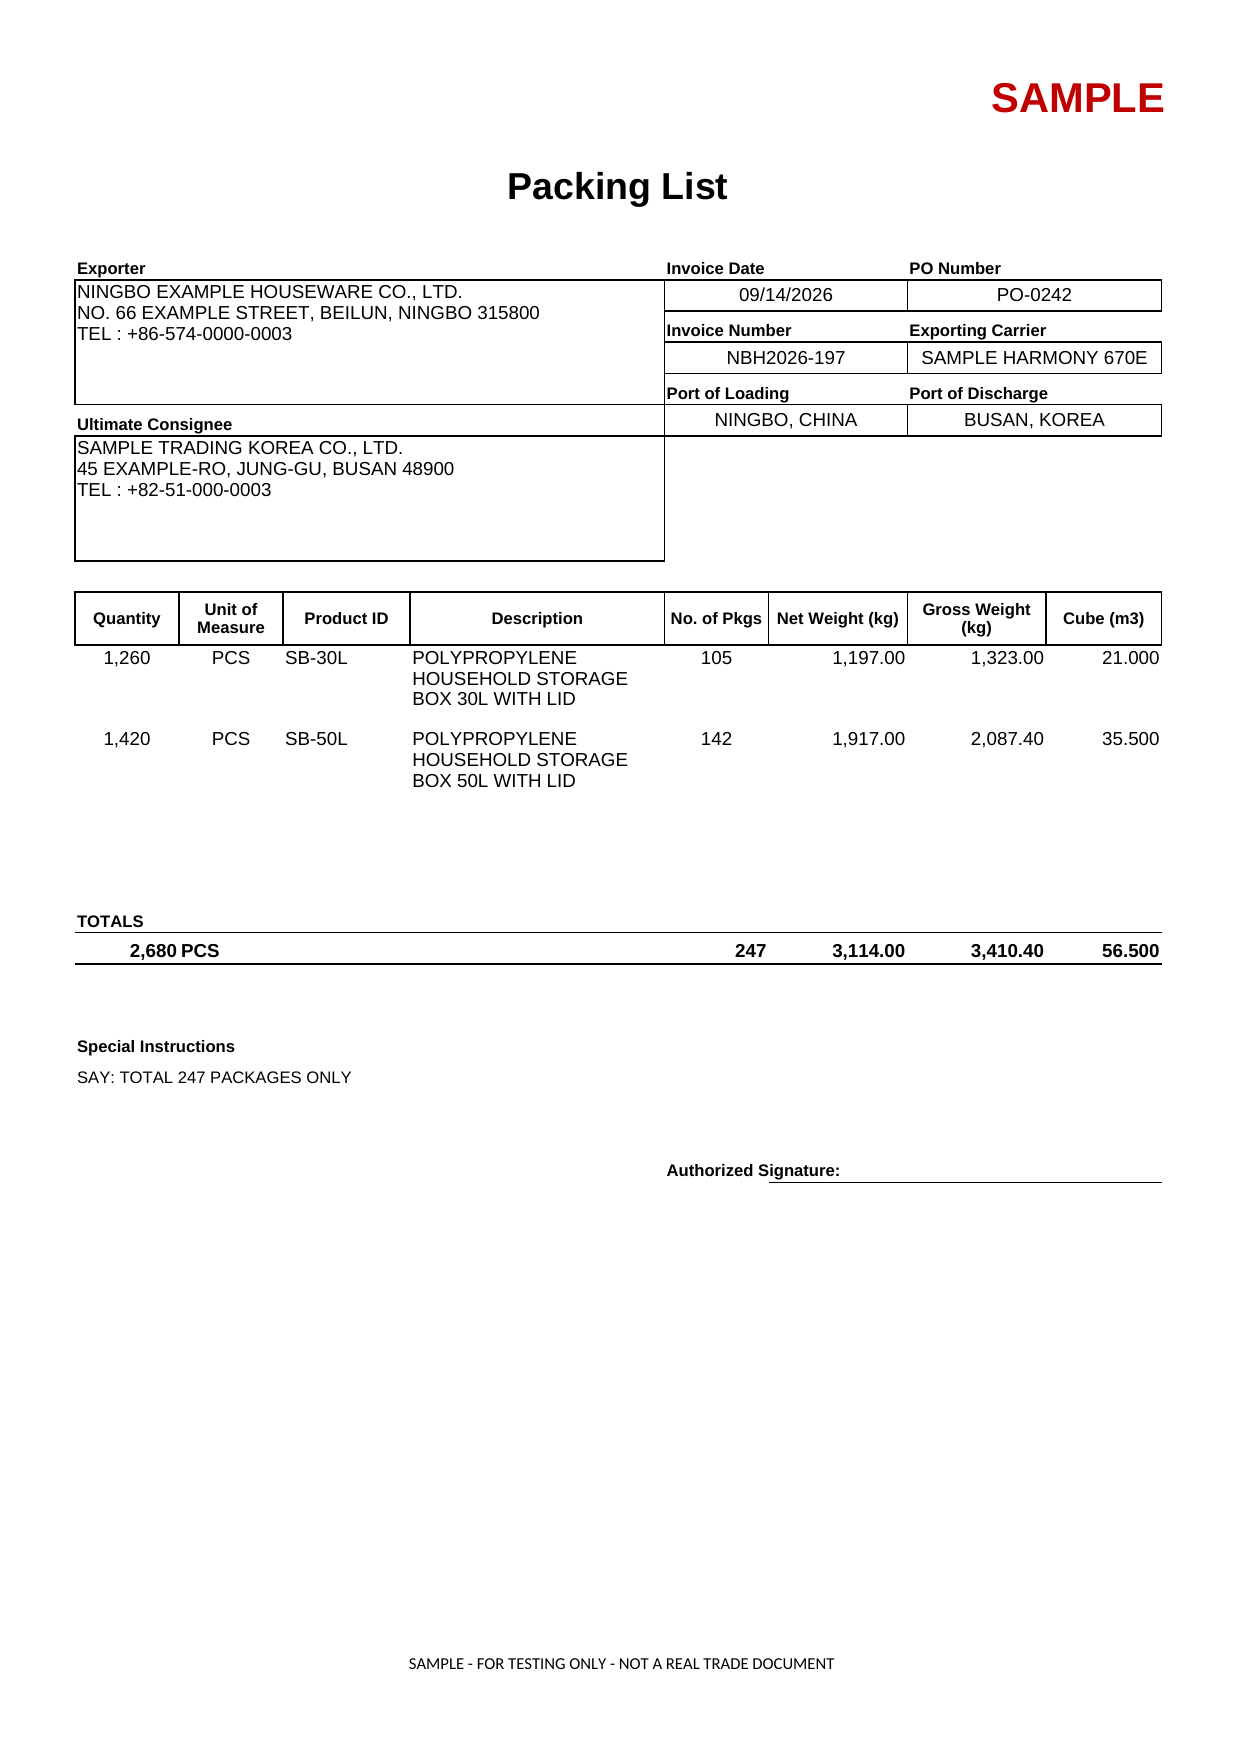 SAMPLE
Packing List
Exporter
NINGBO EXAMPLE HOUSEWARE CO., LTD.
NO. 66 EXAMPLE STREET, BEILUN, NINGBO 315800
TEL : +86-574-0000-0003
Invoice Date PO Number
09/14/2026 PO-0242
Invoice Number Exporting Carrier
NBH2026-197 SAMPLE HARMONY 670E
Port of Loading Port of Discharge
NINGBO, CHINA BUSAN, KOREA
Ultimate Consignee
SAMPLE TRADING KOREA CO., LTD.
45 EXAMPLE-RO, JUNG-GU, BUSAN 48900
TEL : +82-51-000-0003
Quantity Unit of Measure Product ID Description No. of Pkgs Net Weight (kg) Gross Weight (kg) Cube (m3)
1,260 PCS SB-30L POLYPROPYLENE 105 1,197.00 1,323.00 21.000
HOUSEHOLD STORAGE
BOX 30L WITH LID
1,420 PCS SB-50L POLYPROPYLENE 142 1,917.00 2,087.40 35.500
HOUSEHOLD STORAGE
BOX 50L WITH LID
TOTALS
2,680 PCS 247 3,114.00 3,410.40 56.500
Special Instructions
SAY: TOTAL 247 PACKAGES ONLY
Authorized Signature:
SAMPLE - FOR TESTING ONLY - NOT A REAL TRADE DOCUMENT